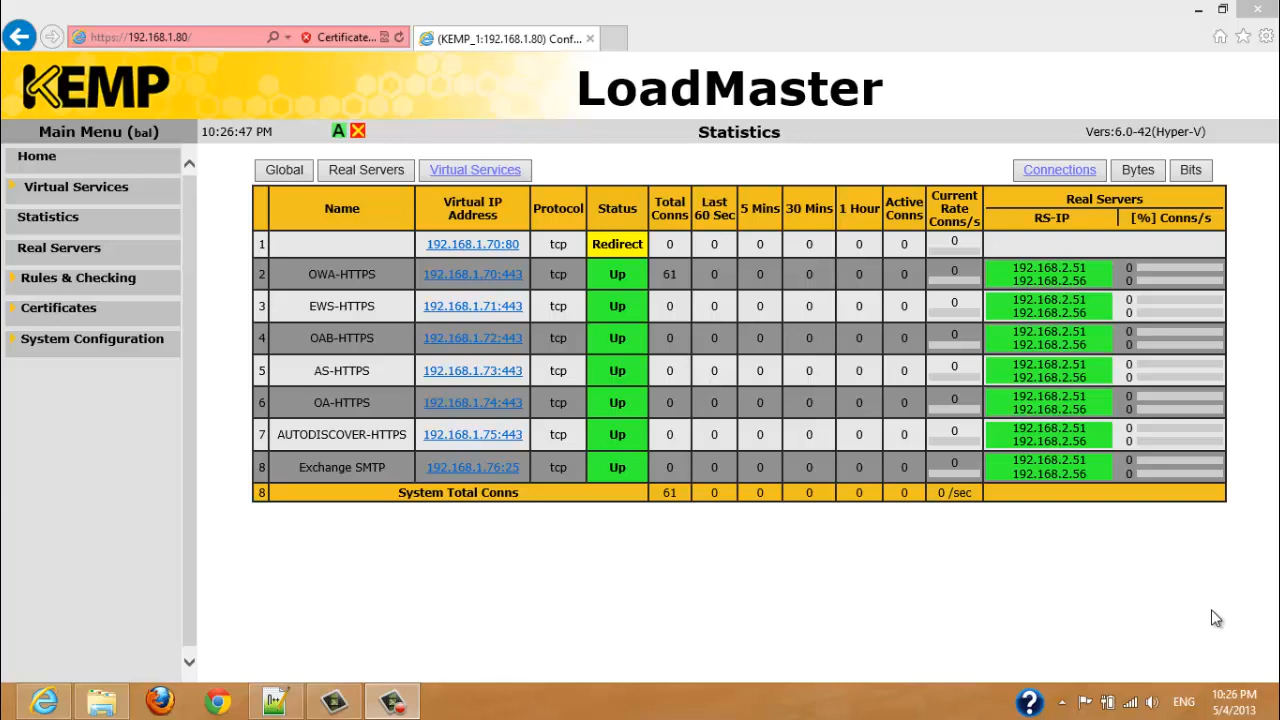 https://192.168.1.80/
Certificate...
(KEMP_1:192.168.1.80) Conf...
KEMP
LoadMaster
Main Menu (bal)
10:26:47 PM
A
Statistics
Vers:6.0-42(Hyper-V)
Home
Virtual Services
Statistics
Real Servers
Rules & Checking
Certificates
System Configuration
Global Real Servers Virtual Services
Connections Bytes Bits
Name Virtual IP Address Protocol Status Total Conns Last 60 Sec 5 Mins 30 Mins 1 Hour Active Conns Current Rate Conns/s Real Servers
RS-IP [%] Conns/s
1 192.168.1.70:80 tcp Redirect 0 0 0 0 0 0 0
2 OWA-HTTPS 192.168.1.70:443 tcp Up 61 0 0 0 0 0 0 192.168.2.51 0
192.168.2.56 0
3 EWS-HTTPS 192.168.1.71:443 tcp Up 0 0 0 0 0 0 0 192.168.2.51 0
192.168.2.56 0
4 OAB-HTTPS 192.168.1.72:443 tcp Up 0 0 0 0 0 0 0 192.168.2.51 0
192.168.2.56 0
5 AS-HTTPS 192.168.1.73:443 tcp Up 0 0 0 0 0 0 0 192.168.2.51 0
192.168.2.56 0
6 OA-HTTPS 192.168.1.74:443 tcp Up 0 0 0 0 0 0 0 192.168.2.51 0
192.168.2.56 0
7 AUTODISCOVER-HTTPS 192.168.1.75:443 tcp Up 0 0 0 0 0 0 0 192.168.2.51 0
192.168.2.56 0
8 Exchange SMTP 192.168.1.76:25 tcp Up 0 0 0 0 0 0 0 192.168.2.51 0
192.168.2.56 0
8 System Total Conns 61 0 0 0 0 0 0 /sec
ENG
10:26 PM
5/4/2013